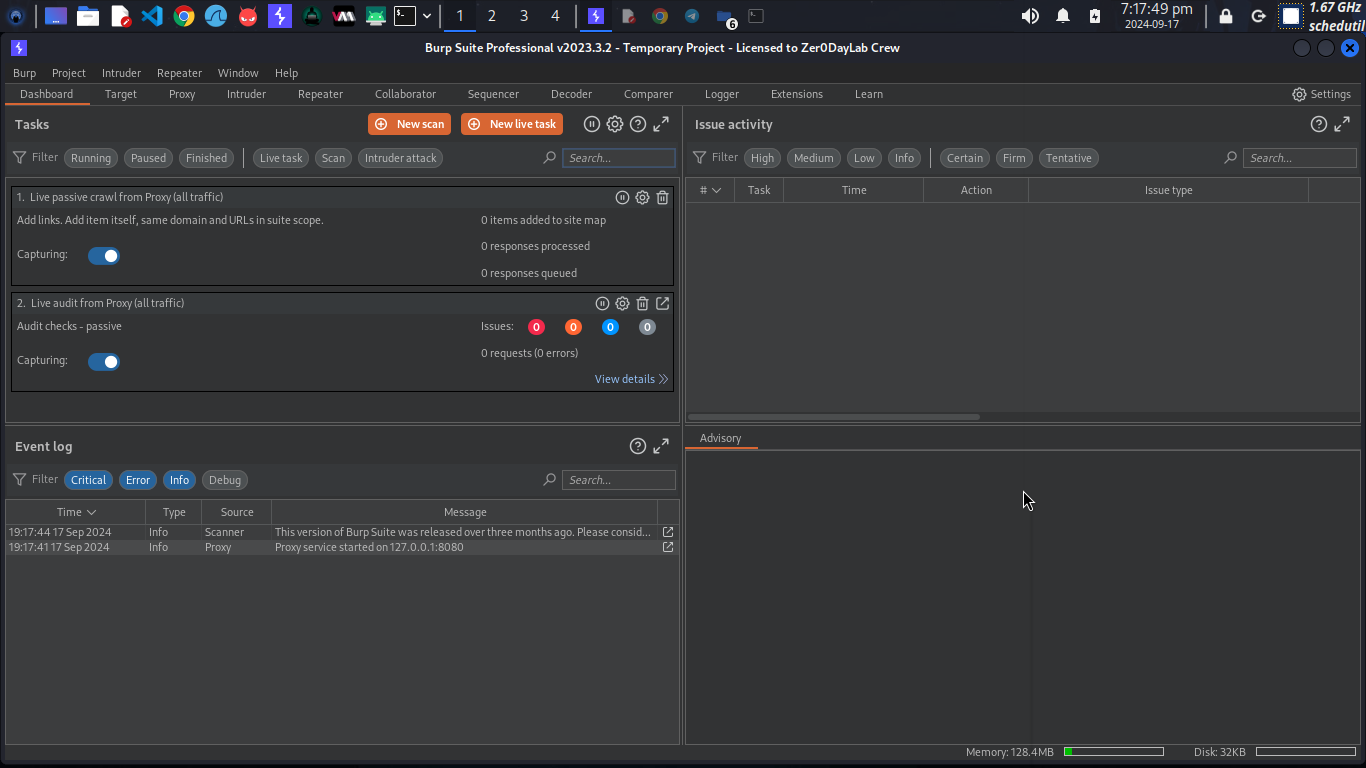 1 2 3 4 6 7:17:49 pm 2024-09-17 1.67 GHz schedutil
Burp Suite Professional v2023.3.2 - Temporary Project - Licensed to Zer0DayLab Crew
Burp Project Intruder Repeater Window Help
Dashboard Target Proxy Intruder Repeater Collaborator Sequencer Decoder Comparer Logger Extensions Learn Settings
Tasks New scan New live task
Filter Running Paused Finished Live task Scan Intruder attack Search...
1. Live passive crawl from Proxy (all traffic)
Add links. Add item itself, same domain and URLs in suite scope. 0 items added to site map
0 responses processed
Capturing:
0 responses queued
2. Live audit from Proxy (all traffic)
Audit checks - passive Issues: 0 0 0 0
0 requests (0 errors)
Capturing:
View details
Event log
Filter Critical Error Info Debug Search...
Time Type Source Message
19:17:44 17 Sep 2024 Info Scanner This version of Burp Suite was released over three months ago. Please consid...
19:17:41 17 Sep 2024 Info Proxy Proxy service started on 127.0.0.1:8080
Issue activity
Filter High Medium Low Info Certain Firm Tentative Search...
# Task Time Action Issue type
Advisory
Memory: 128.4MB Disk: 32KB